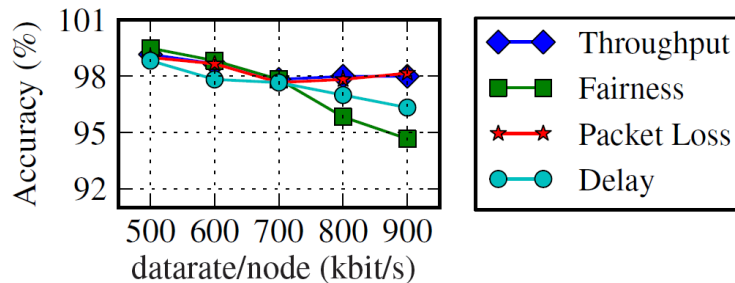 101
98
95
92
Accuracy (%)
500 600 700 800 900
datarate/node (kbit/s)
Throughput
Fairness
Packet Loss
Delay